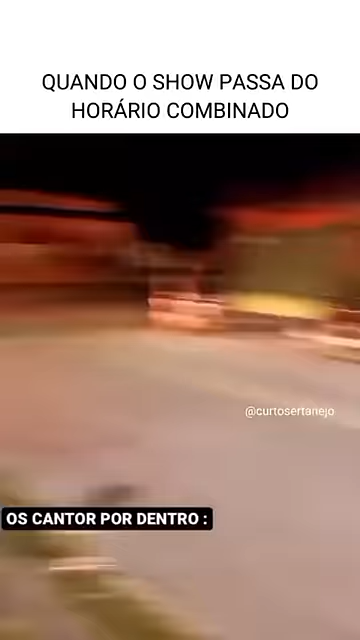 QUANDO O SHOW PASSA DO
HORÁRIO COMBINADO
@curtosertanejo
OS CANTOR POR DENTRO :